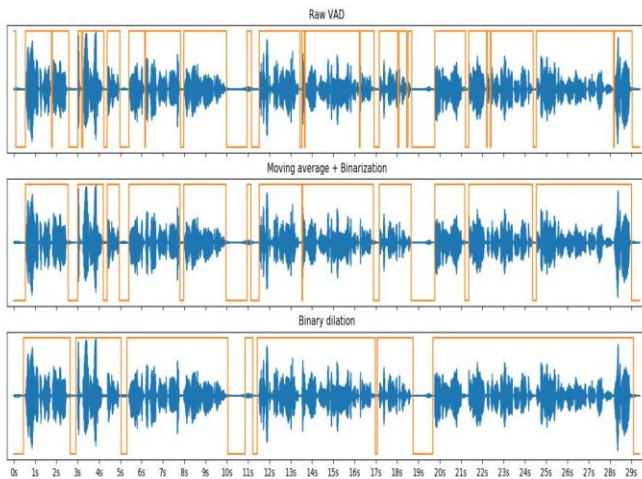 Raw VAD
Moving average + Binarization
Binary dilation
0s 1s 2s 3s 4s 5s 6s 7s 8s 9s 10s 11s 12s 13s 14s 15s 16s 17s 18s 19s 20s 21s 22s 23s 24s 25s 26s 27s 28s 29s